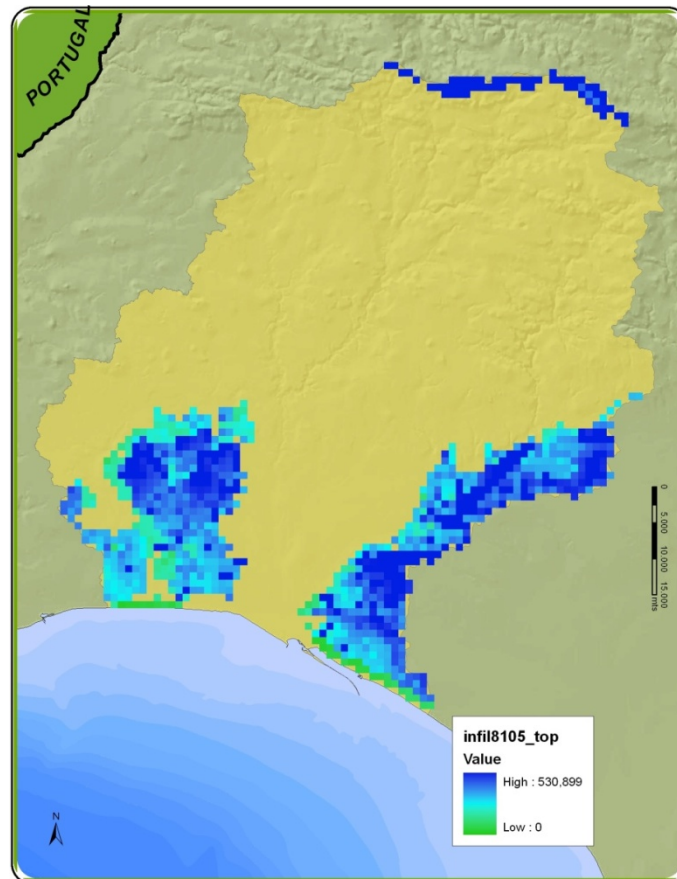 PORTUGAL
0
5.000
10.000
15.000
mts
infil8105_top
Value
High : 530,899
Low : 0
N